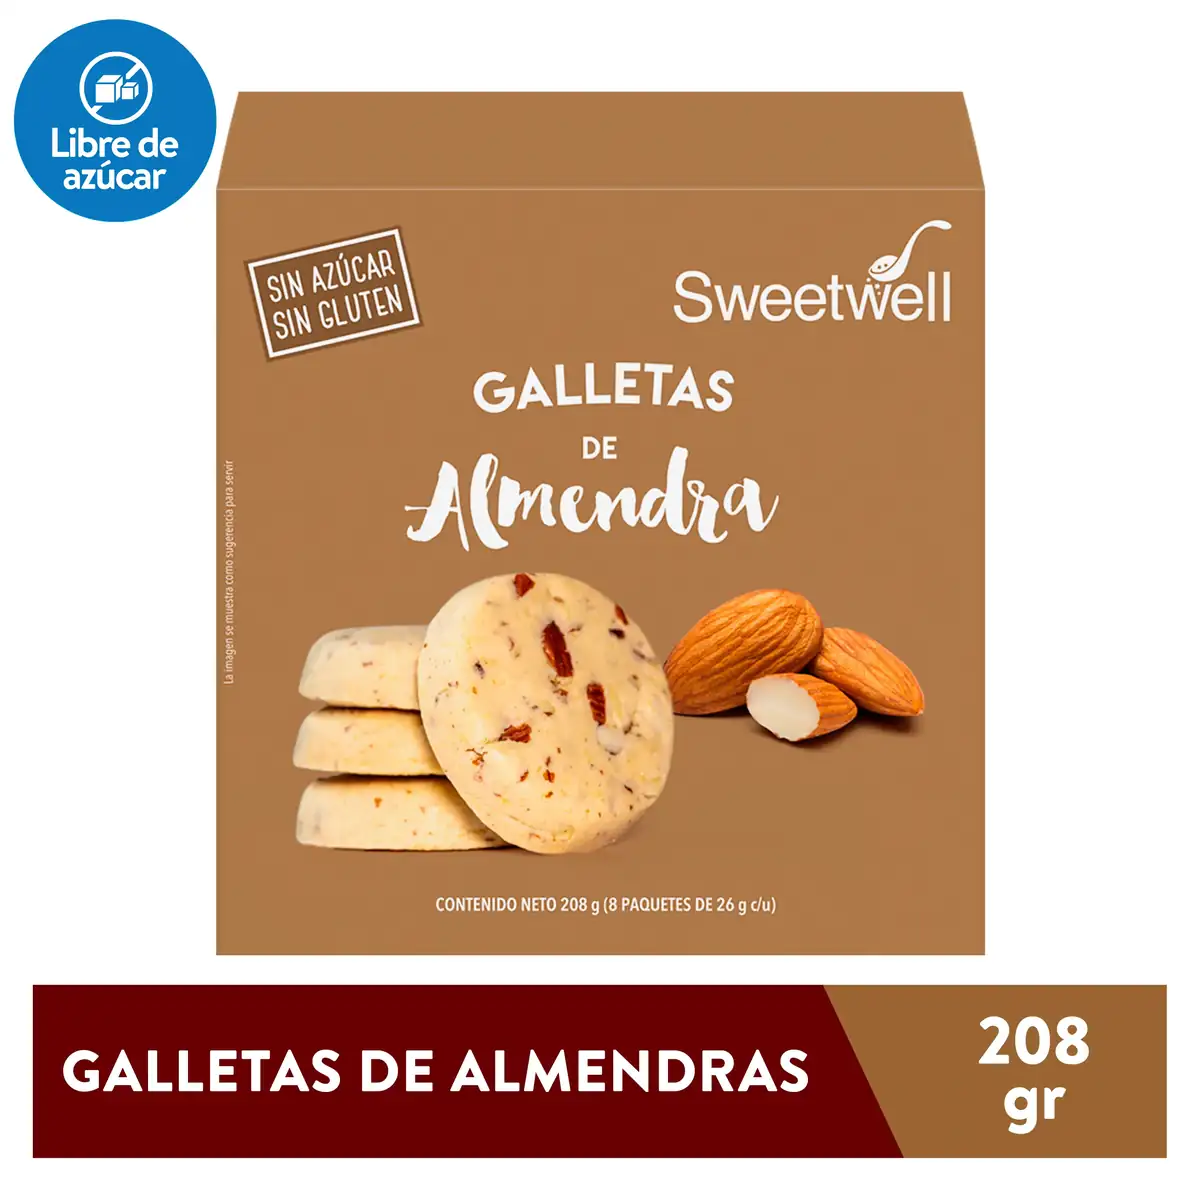 Libre de
azúcar
SIN AZÚCAR
SIN GLUTEN
Sweetwell
GALLETAS
DE
Almendra
La imagen se muestra como sugerencia para servir
CONTENIDO NETO 208 g (8 PAQUETES DE 26 g c/u)
GALLETAS DE ALMENDRAS
208
gr